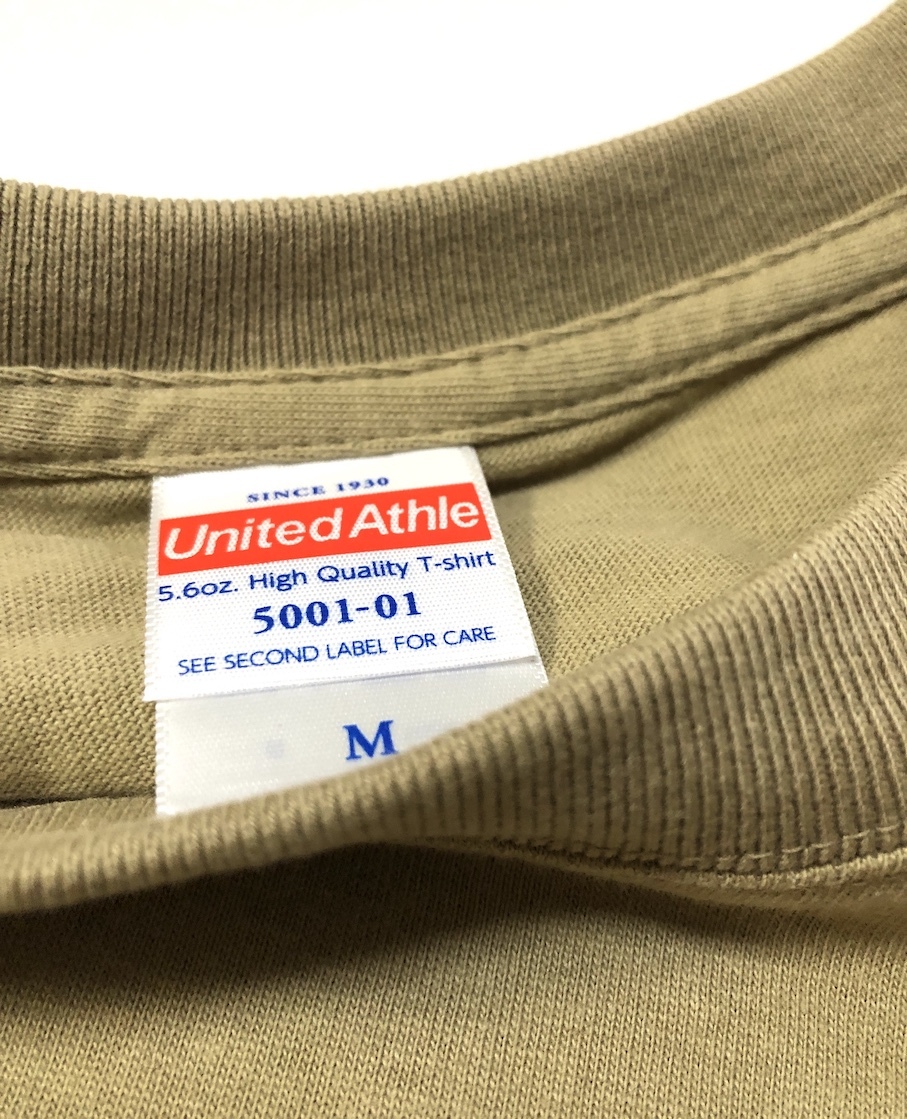 SINCE 1930
United Athle
5.6oz. High Quality T-shirt
5001-01
SEE SECOND LABEL FOR CARE
M